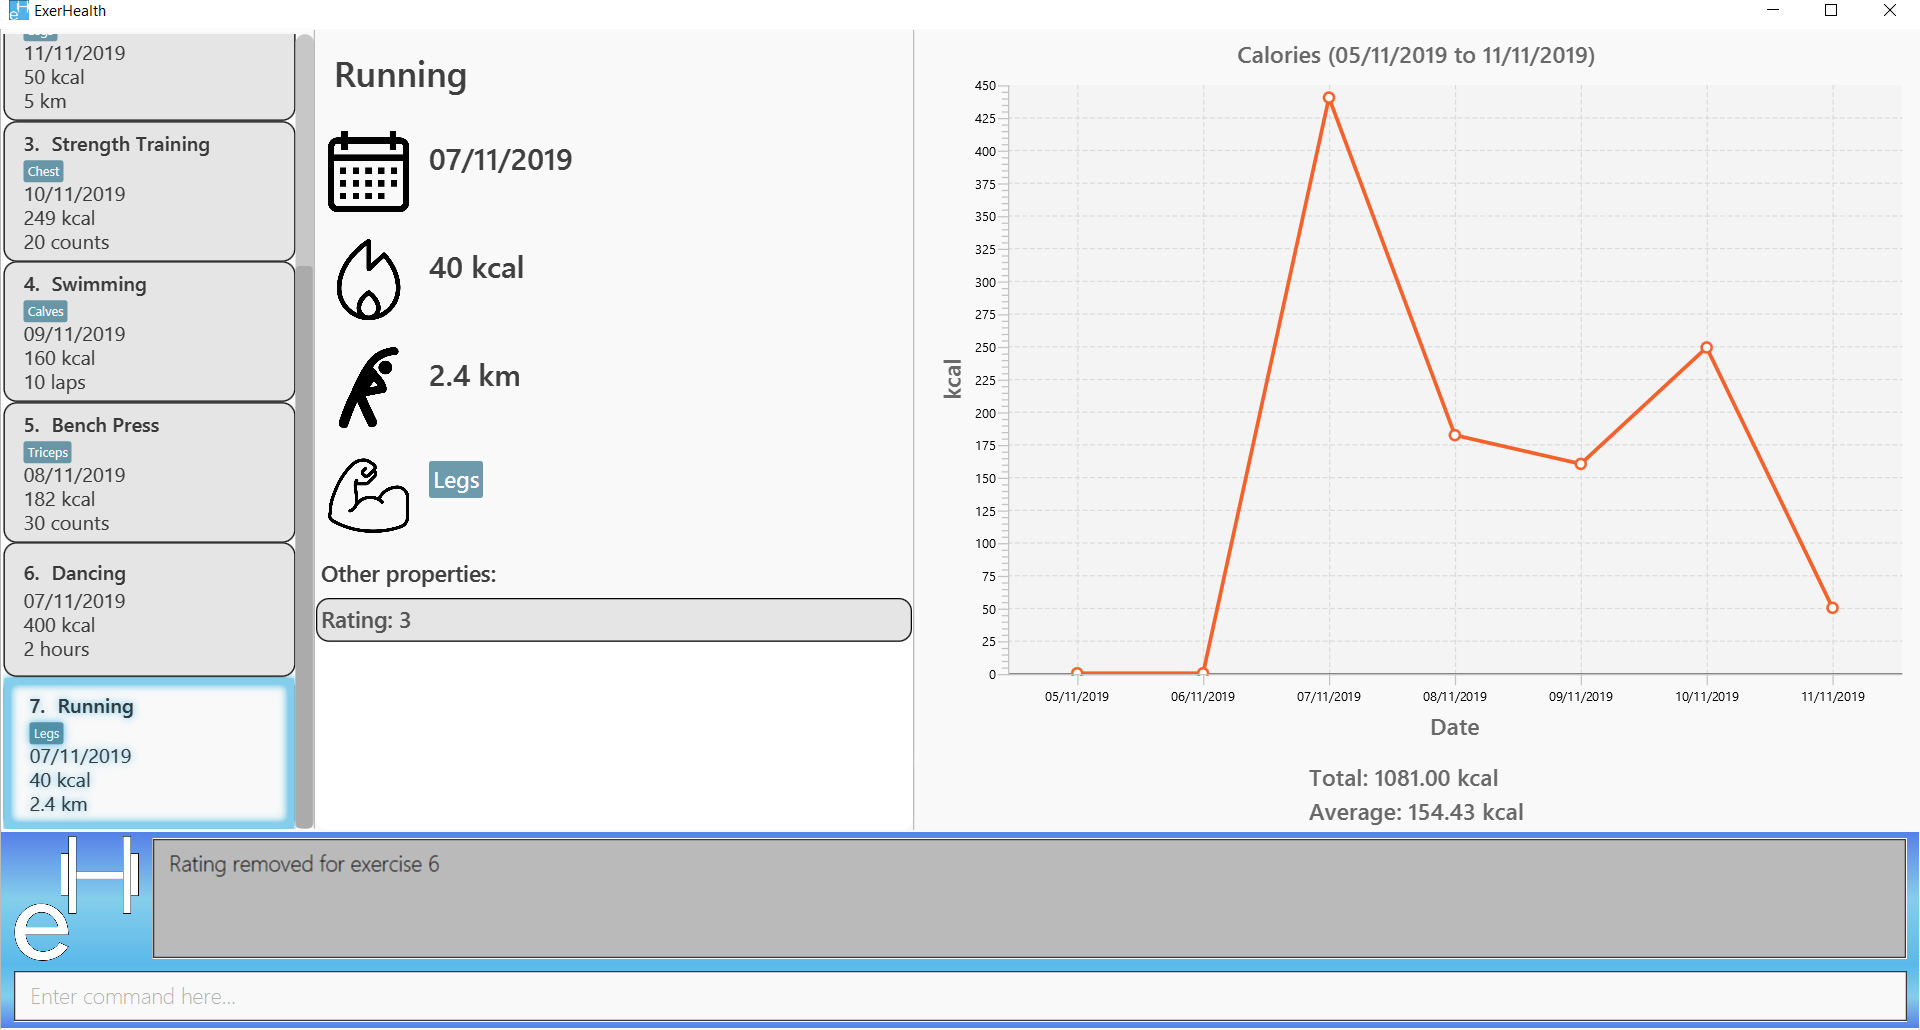 ExerHealth
11/11/2019
50 kcal
5 km
3. Strength Training
Chest
10/11/2019
249 kcal
20 counts
4. Swimming
Calves
09/11/2019
160 kcal
10 laps
5. Bench Press
Triceps
08/11/2019
182 kcal
30 counts
6. Dancing
07/11/2019
400 kcal
2 hours
7. Running
Legs
07/11/2019
40 kcal
2.4 km
Running
07/11/2019
40 kcal
2.4 km
Legs
Other properties:
Rating: 3
Calories (05/11/2019 to 11/11/2019)
450
425
400
375
350
325
300
275
250
225
200
175
150
125
100
75
50
25
0
kcal
05/11/2019 06/11/2019 07/11/2019 08/11/2019 09/11/2019 10/11/2019 11/11/2019
Date
Total: 1081.00 kcal
Average: 154.43 kcal
eH
Rating removed for exercise 6
Enter command here...